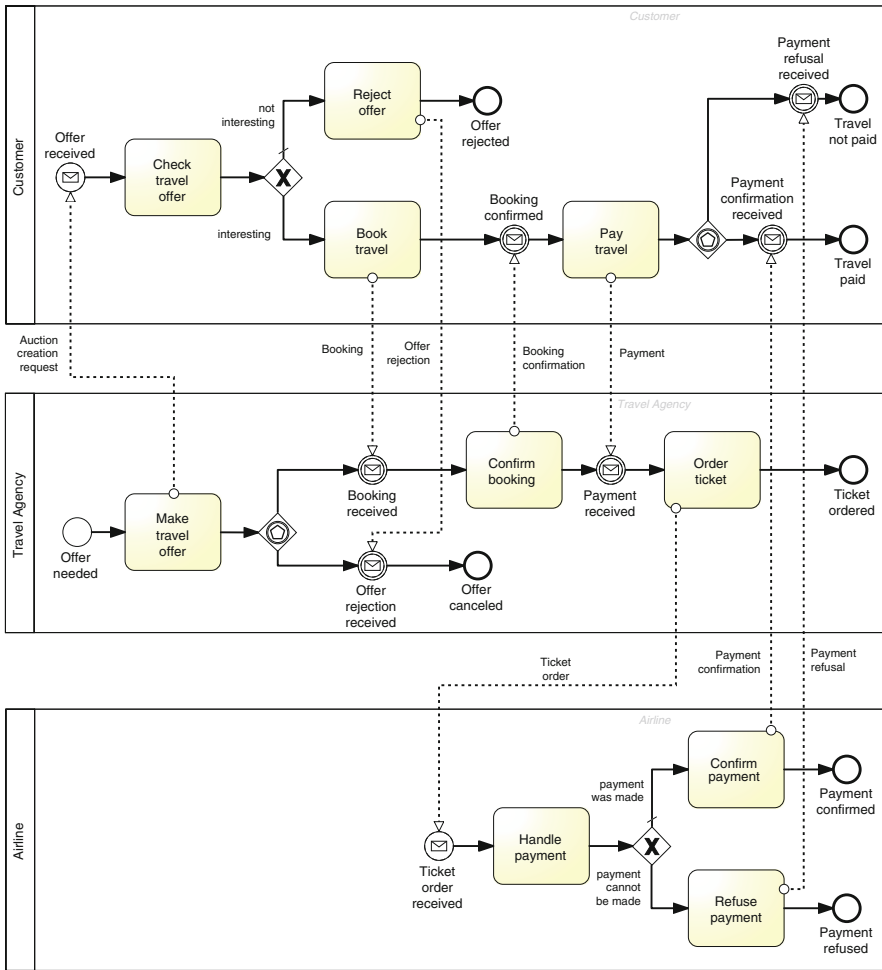 Customer
Customer
Offer
received
Check
travel
offer
not
interesting
interesting
Reject
offer
Offer
rejected
Book
travel
Booking
confirmed
Pay
travel
Payment
refusal
received
Travel
not paid
Payment
confirmation
received
Travel
paid
Auction
creation
request
Booking
Offer
rejection
Booking
confirmation
Payment
Travel Agency
Travel Agency
Offer
needed
Make
travel
offer
Booking
received
Offer
rejection
received
Offer
canceled
Confirm
booking
Payment
received
Order
ticket
Ticket
ordered
Ticket
order
Payment
confirmation
Payment
refusal
Airline
Airline
Ticket
order
received
Handle
payment
payment
was made
payment
cannot
be made
Confirm
payment
Payment
confirmed
Refuse
payment
Payment
refused